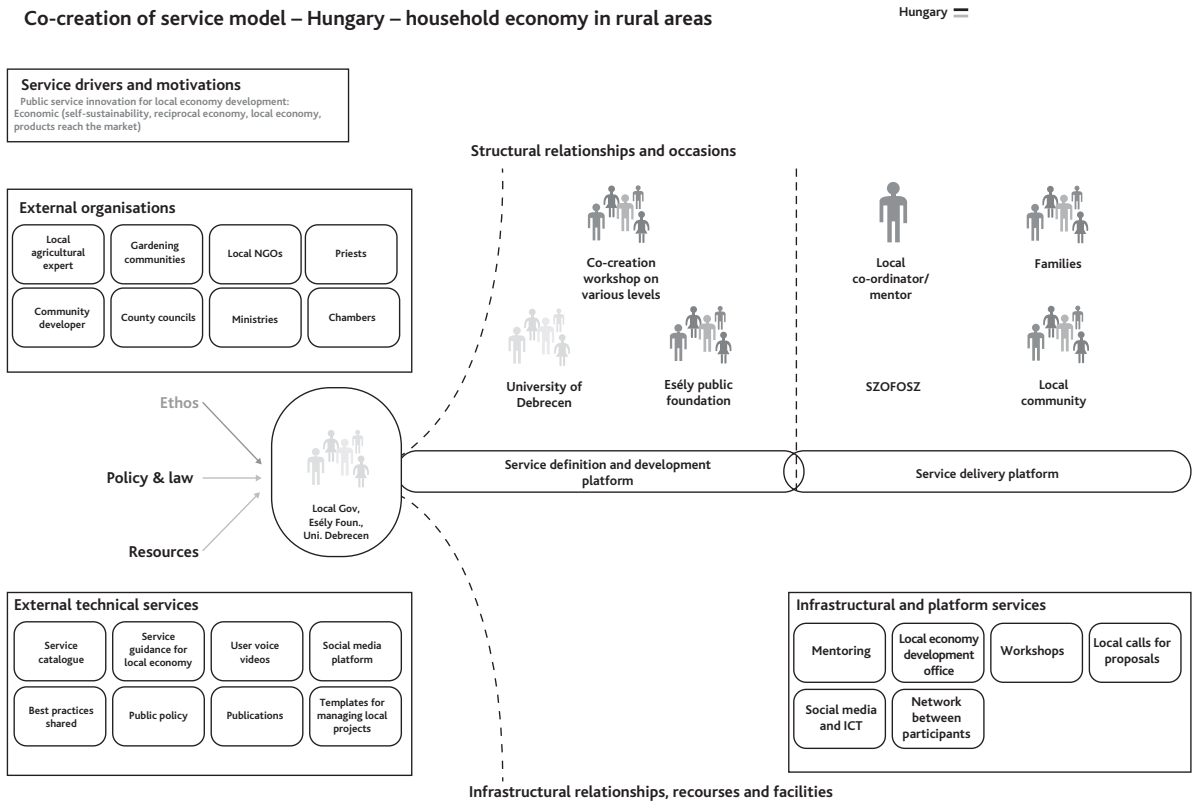 Co-creation of service model – Hungary – household economy in rural areas
Hungary
Service drivers and motivations
Public service innovation for local economy development:
Economic (self-sustainability, reciprocal economy, local economy,
products reach the market)
Structural relationships and occasions
External organisations
Local
agricultural
expert
Gardening
communities
Local NGOs
Priests
Community
developer
County councils
Ministries
Chambers
Co-creation
workshop on
various levels
University of
Debrecen
Esély public
foundation
Local
co-ordinator/
mentor
Families
SZOFOSZ
Local
community
Ethos
Policy & law
Resources
Local Gov,
Esély Foun.,
Uni. Debrecen
Service definition and development
platform
Service delivery platform
External technical services
Service
catalogue
Service
guidance for
local economy
User voice
videos
Social media
platform
Best practices
shared
Public policy
Publications
Templates for
managing local
projects
Infrastructural and platform services
Mentoring
Local economy
development
office
Workshops
Local calls for
proposals
Social media
and ICT
Network
between
participants
Infrastructural relationships, recourses and facilities